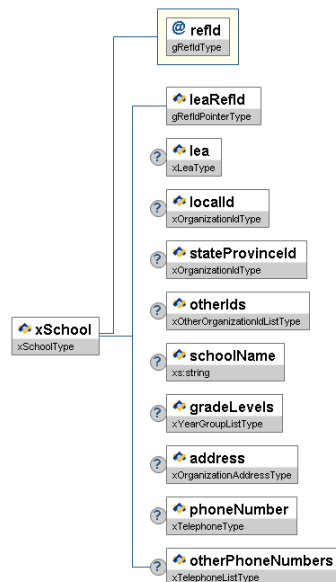 @ refId
gRefIdType
leaRefId
gRefIdPointerType
? lea
xLeaType
? localId
xOrganizationIdType
? stateProvinceId
xOrganizationIdType
? otherIds
xOtherOrganizationIdListType
xSchool
xSchoolType
? schoolName
xs:string
? gradeLevels
xYearGroupListType
? address
xOrganizationAddressType
? phoneNumber
xTelephoneType
? otherPhoneNumbers
xTelephoneListType